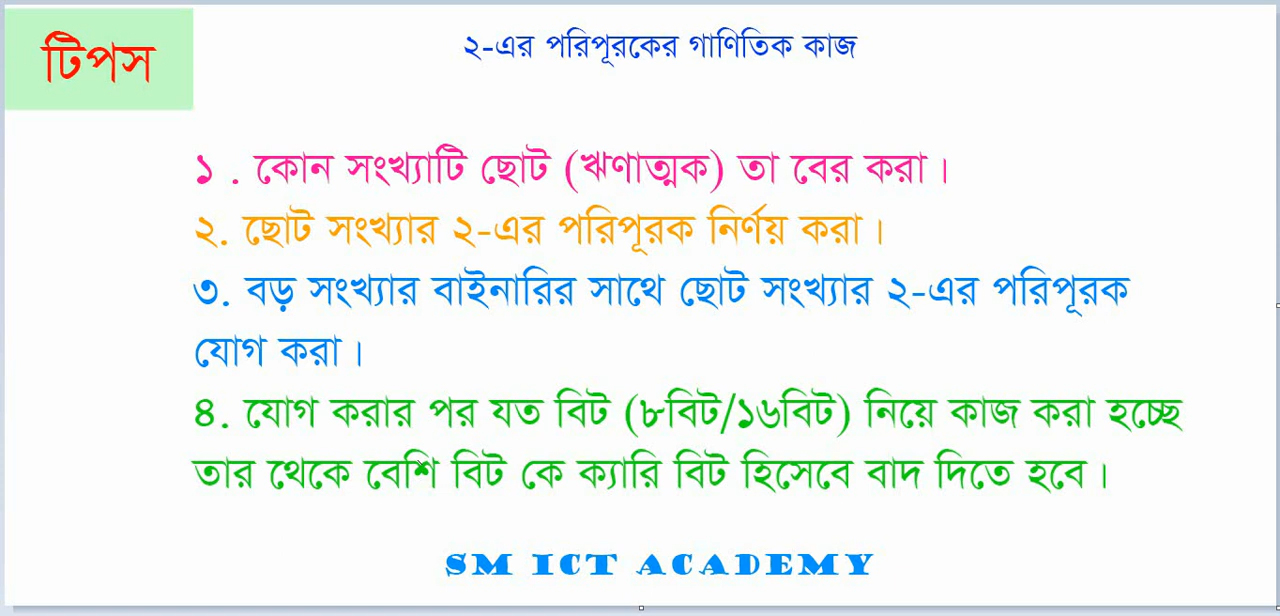 টিপস
২-এর পরিপূরকের গাণিতিক কাজ
১ . কোন সংখ্যাটি ছোট (ঋণাত্মক) তা বের করা।
২. ছোট সংখ্যার ২-এর পরিপূরক নির্ণয় করা।
৩. বড় সংখ্যার বাইনারির সাথে ছোট সংখ্যার ২-এর পরিপূরক
যোগ করা।
৪. যোগ করার পর যত বিট (৮বিট/১৬বিট) নিয়ে কাজ করা হচ্ছে
তার থেকে বেশি বিট কে ক্যারি বিট হিসেবে বাদ দিতে হবে।
SM ICT ACADEMY